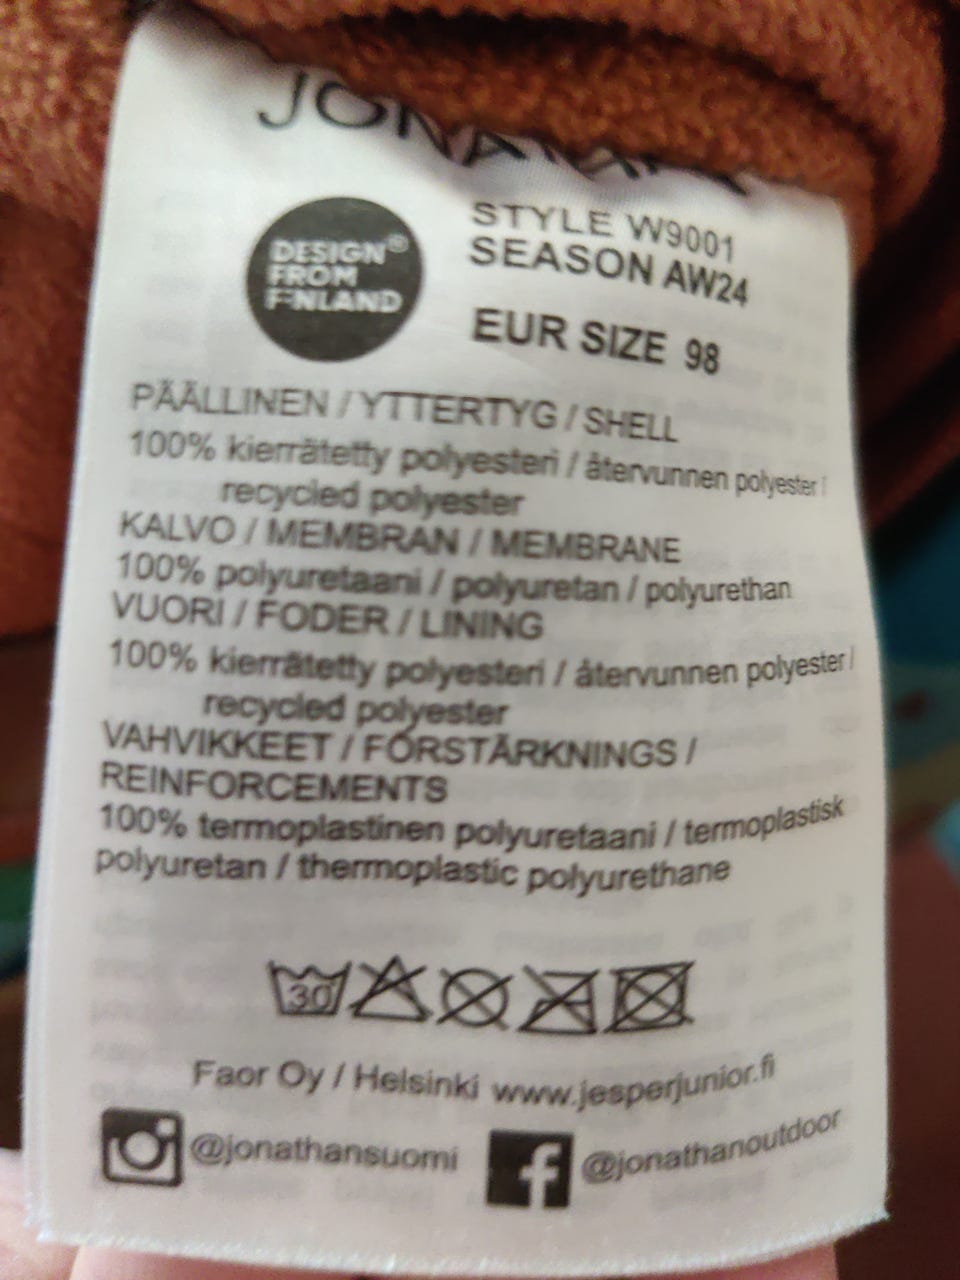 JONATHAN
DESIGN®
FROM
FINLAND
STYLE W9001
SEASON AW24
EUR SIZE 98
PÄÄLLINEN / YTTERTYG / SHELL
100% kierrätetty polyesteri / återvunnen polyester /
recycled polyester
KALVO / MEMBRAN / MEMBRANE
100% polyuretaani / polyuretan / polyurethan
VUORI / FODER / LINING
100% kierrätetty polyesteri / återvunnen polyester /
recycled polyester
VAHVIKKEET / FÖRSTÄRKNINGS /
REINFORCEMENTS
100% termoplastinen polyuretaani / termoplastisk
polyuretan / thermoplastic polyurethane
30
Faor Oy / Helsinki www.jesperjunior.fi
@jonathansuomi
@jonathanoutdoor